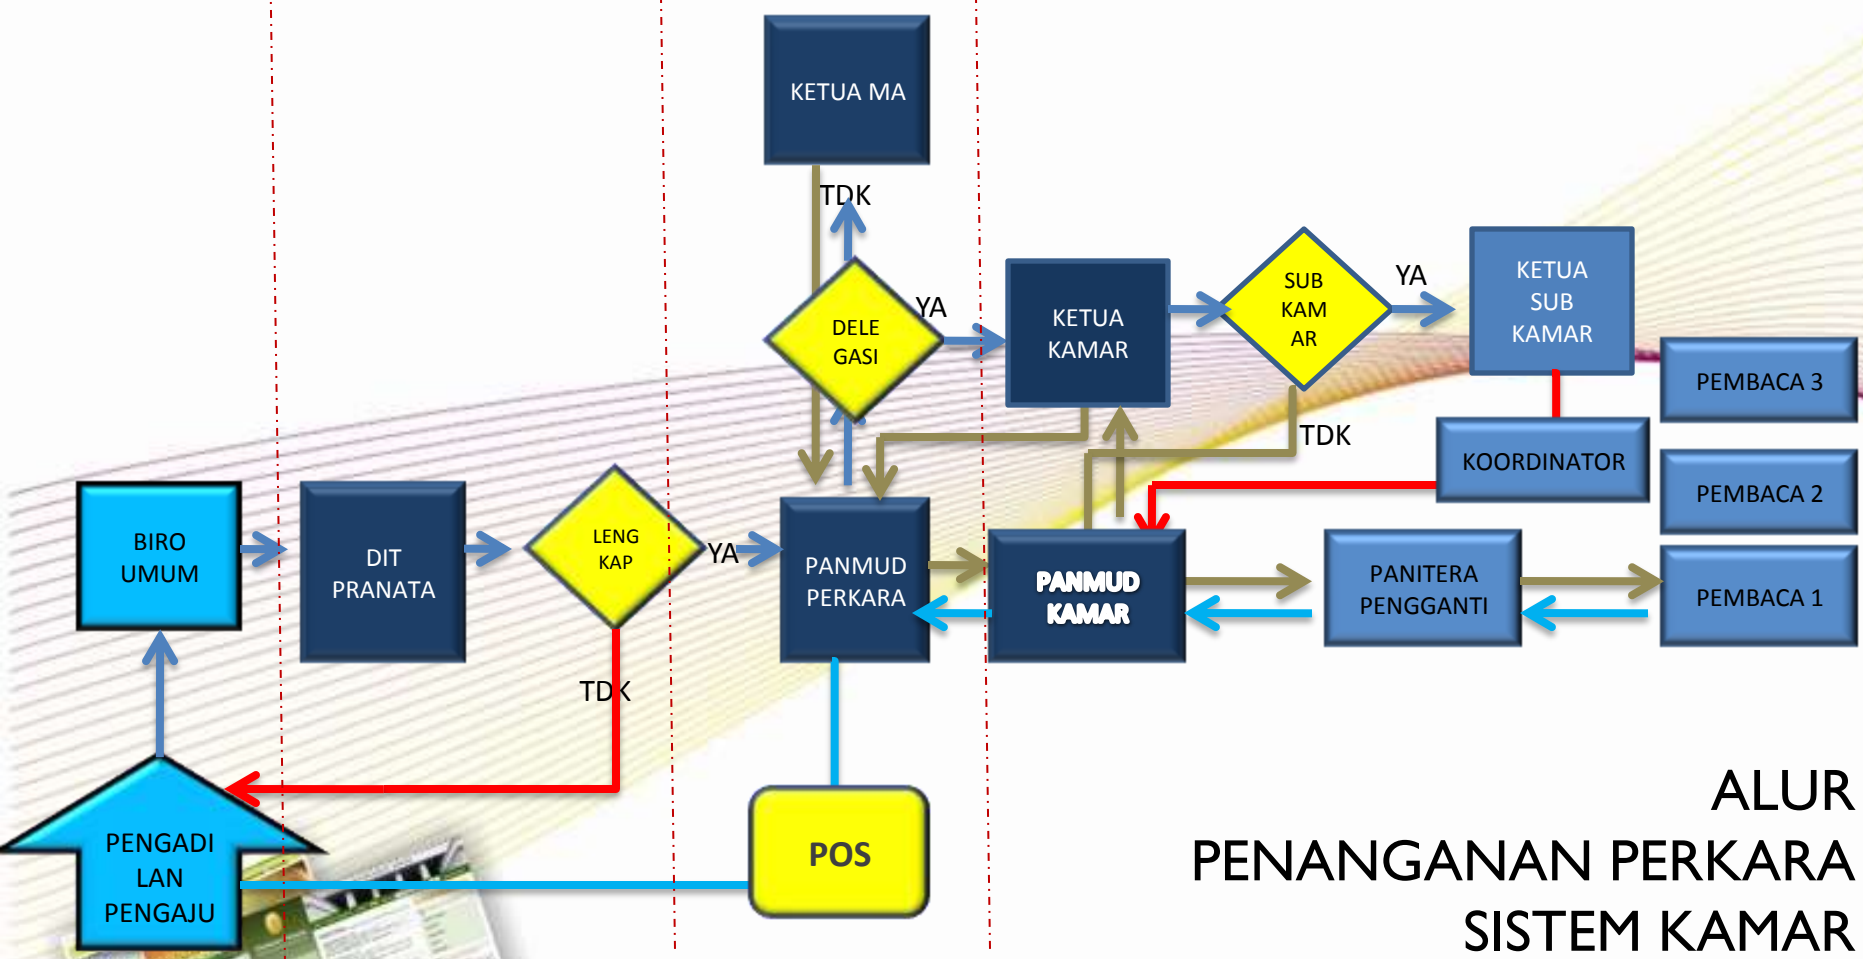 KETUA MA
TDK
DELE
GASI
YA
KETUA
KAMAR
SUB
KAM
AR
YA
KETUA
SUB
KAMAR
TDK
KOORDINATOR
PEMBACA 3
PEMBACA 2
PEMBACA 1
BIRO
UMUM
DIT
PRANATA
LENG
KAP
YA
PANMUD
PERKARA
PANMUD
KAMAR
PANITERA
PENGGANTI
TDK
PENGADI
LAN
PENGAJU
POS
ALUR
PENANGANAN PERKARA
SISTEM KAMAR